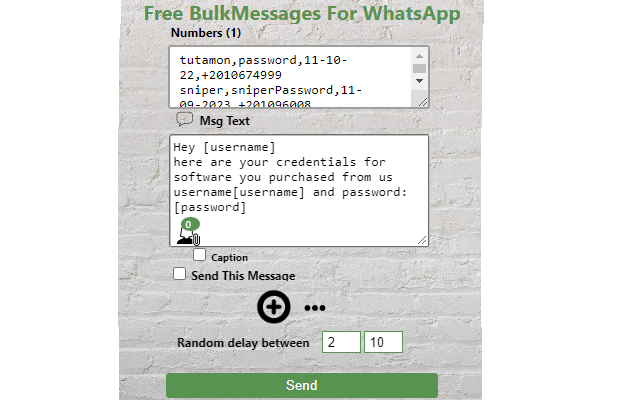 Free BulkMessages For WhatsApp
Numbers (1)
tutamon,password,11-10-
22,+2010674999
sniper,sniperPassword,11-
09-2023,+201096008
Msg Text
Hey [username]
here are your credentials for
software you purchased from us
username[username] and password:
[password]
0
Caption
Send This Message
Random delay between 2 10
Send